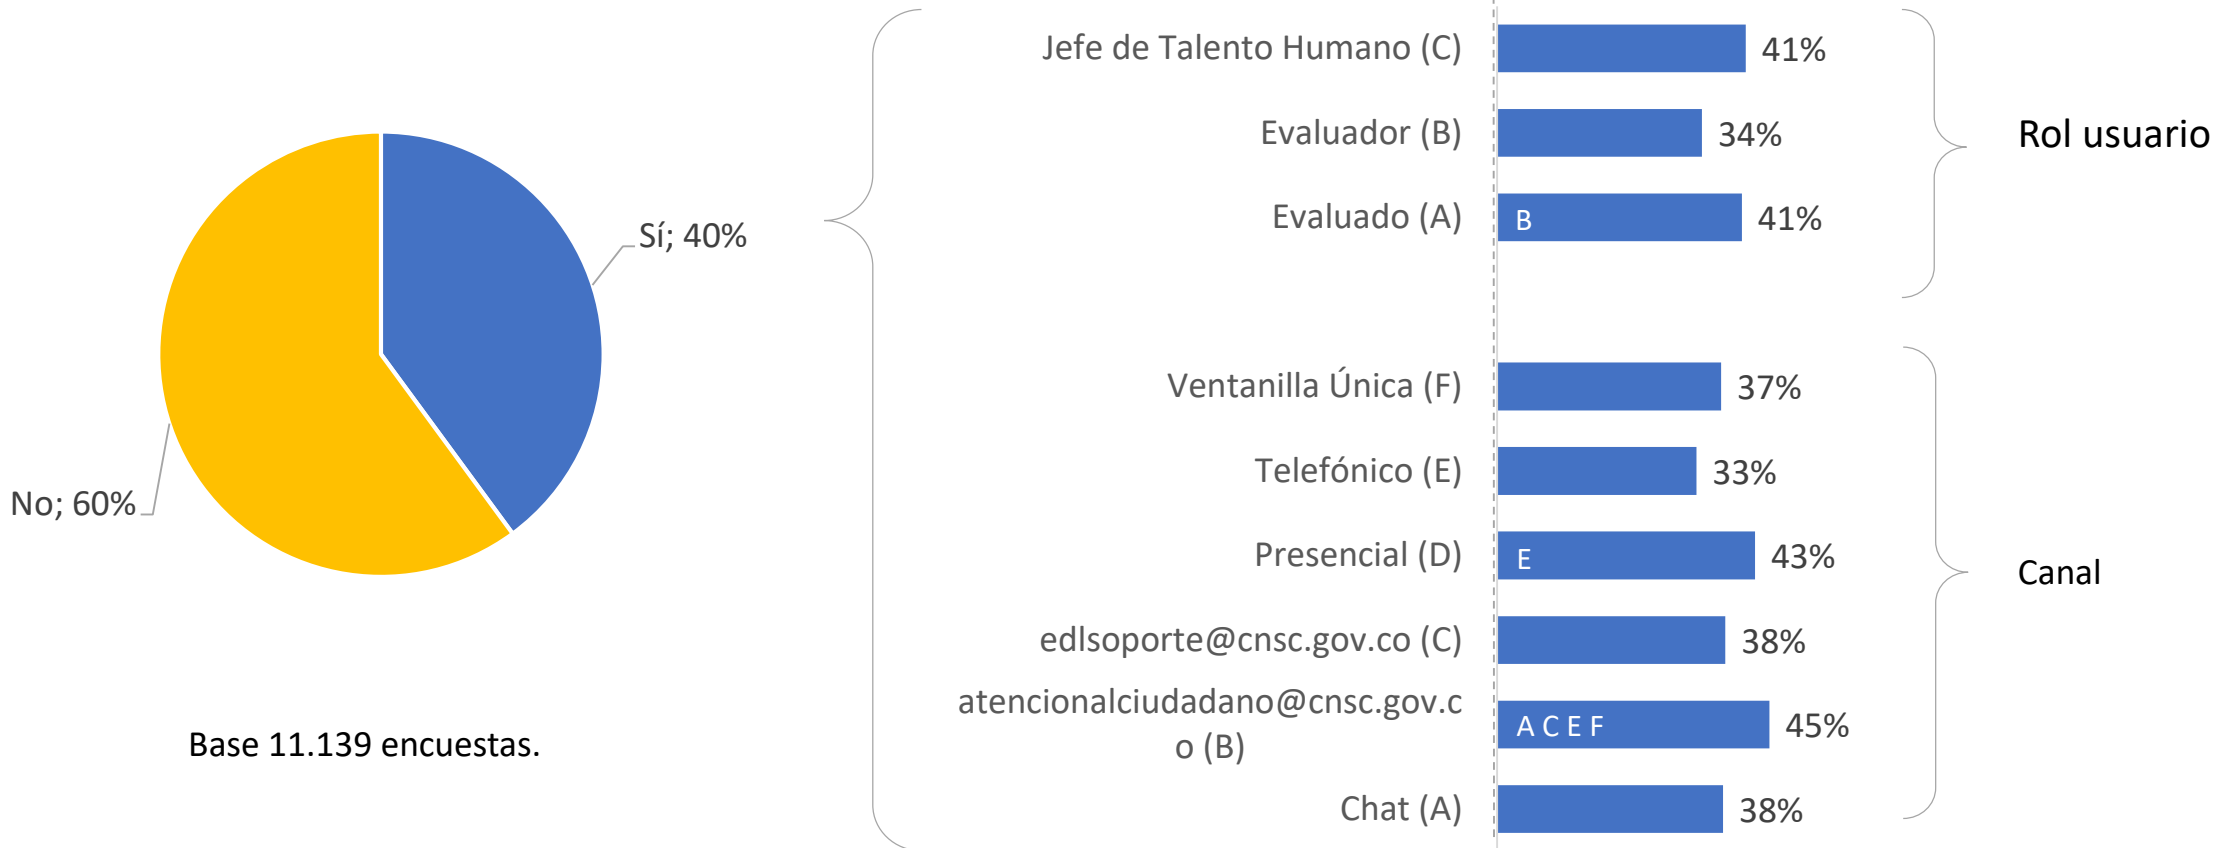 Sí; 40%
No; 60%
Base 11.139 encuestas.
Jefe de Talento Humano (C)
41%
Evaluador (B)
34%
Evaluado (A)
B
41%
Rol usuario
Ventanilla Única (F)
37%
Telefónico (E)
33%
Presencial (D)
E
43%
edlsoporte@cnsc.gov.co (C)
38%
atencionalciudadano@cnsc.gov.c
o (B)
A C E F
45%
Chat (A)
38%
Canal